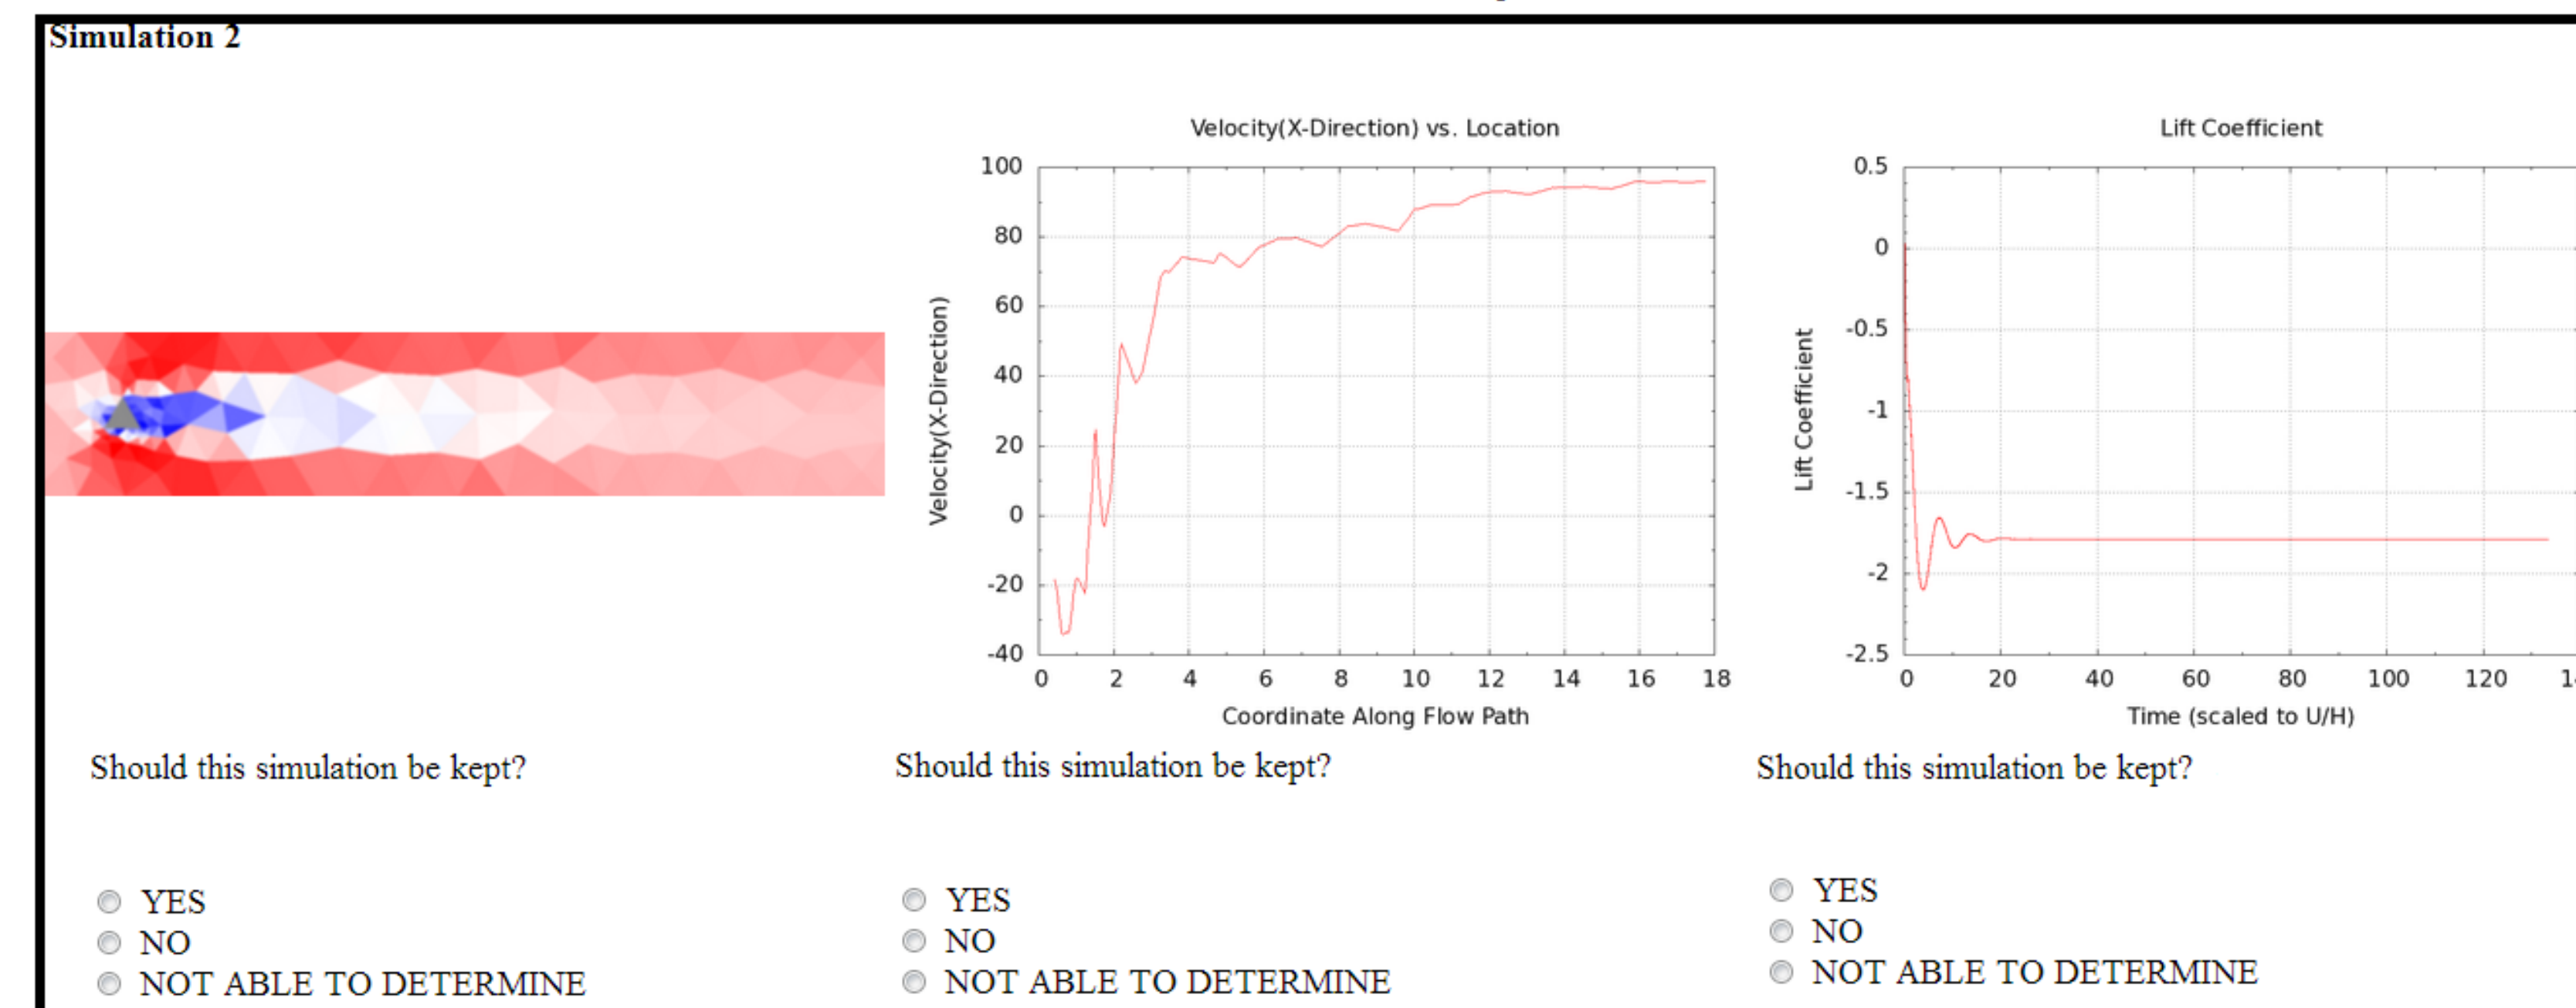 Simulation 2
Velocity(X-Direction) vs. Location
100
80
60
40
20
0
-20
-40
Velocity(X-Direction)
0 2 4 6 8 10 12 14 16 18
Coordinate Along Flow Path
Lift Coefficient
0.5
0
-0.5
-1
-1.5
-2
-2.5
Lift Coefficient
0 20 40 60 80 100 120
Time (scaled to U/H)
Should this simulation be kept?
YES
NO
NOT ABLE TO DETERMINE
Should this simulation be kept?
YES
NO
NOT ABLE TO DETERMINE
Should this simulation be kept?
YES
NO
NOT ABLE TO DETERMINE